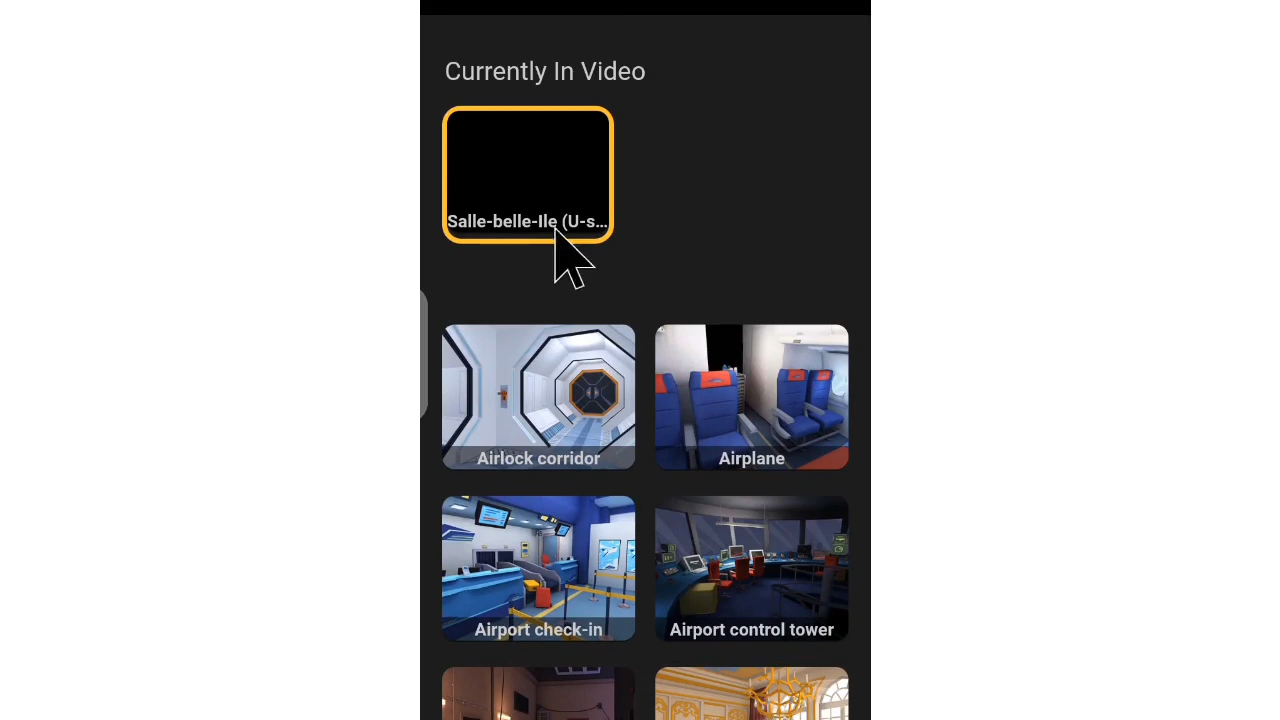 Currently In Video
Salle-belle-Ile (U-s...
Airlock corridor
Airplane
Airport check-in
Airport control tower